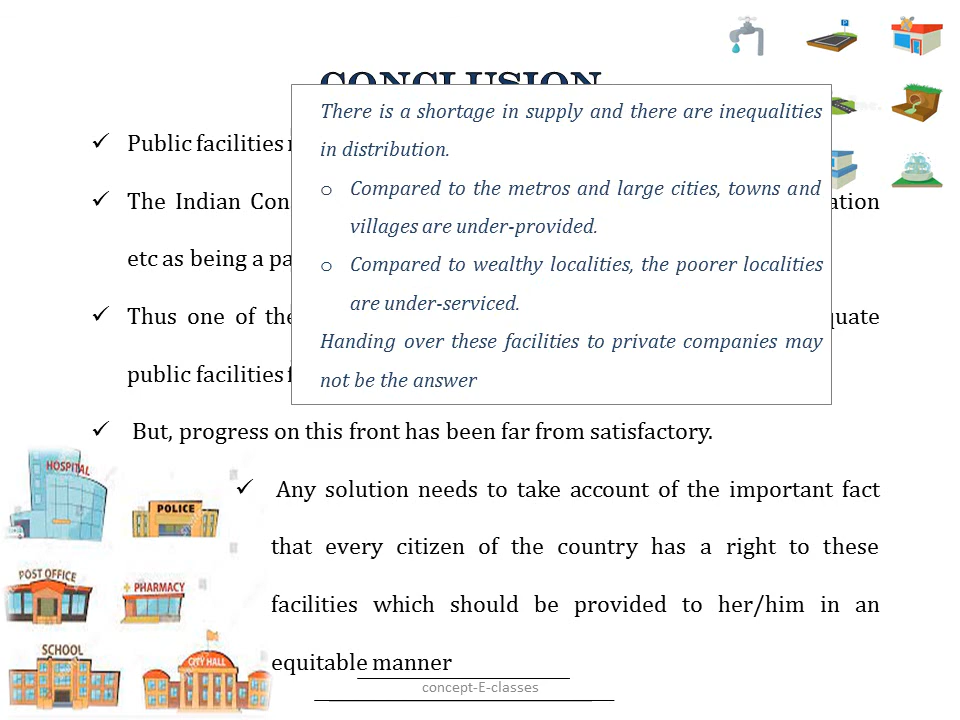 CONCLUSION
There is a shortage in supply and there are inequalities
in distribution.
o Compared to the metros and large cities, towns and
villages are under-provided.
o Compared to wealthy localities, the poorer localities
are under-serviced.
Handing over these facilities to private companies may
not be the answer
✓ Public facilities
✓ The Indian
etc as being a
✓ Thus one of the
public facilities
✓ But, progress on this front has been far from satisfactory.
✓ Any solution needs to take account of the important fact
that every citizen of the country has a right to these
facilities which should be provided to her/him in an
equitable manner
HOSPITAL
POLICE
POST OFFICE
+ PHARMACY
SCHOOL
CITY HALL
P
concept-E-classes